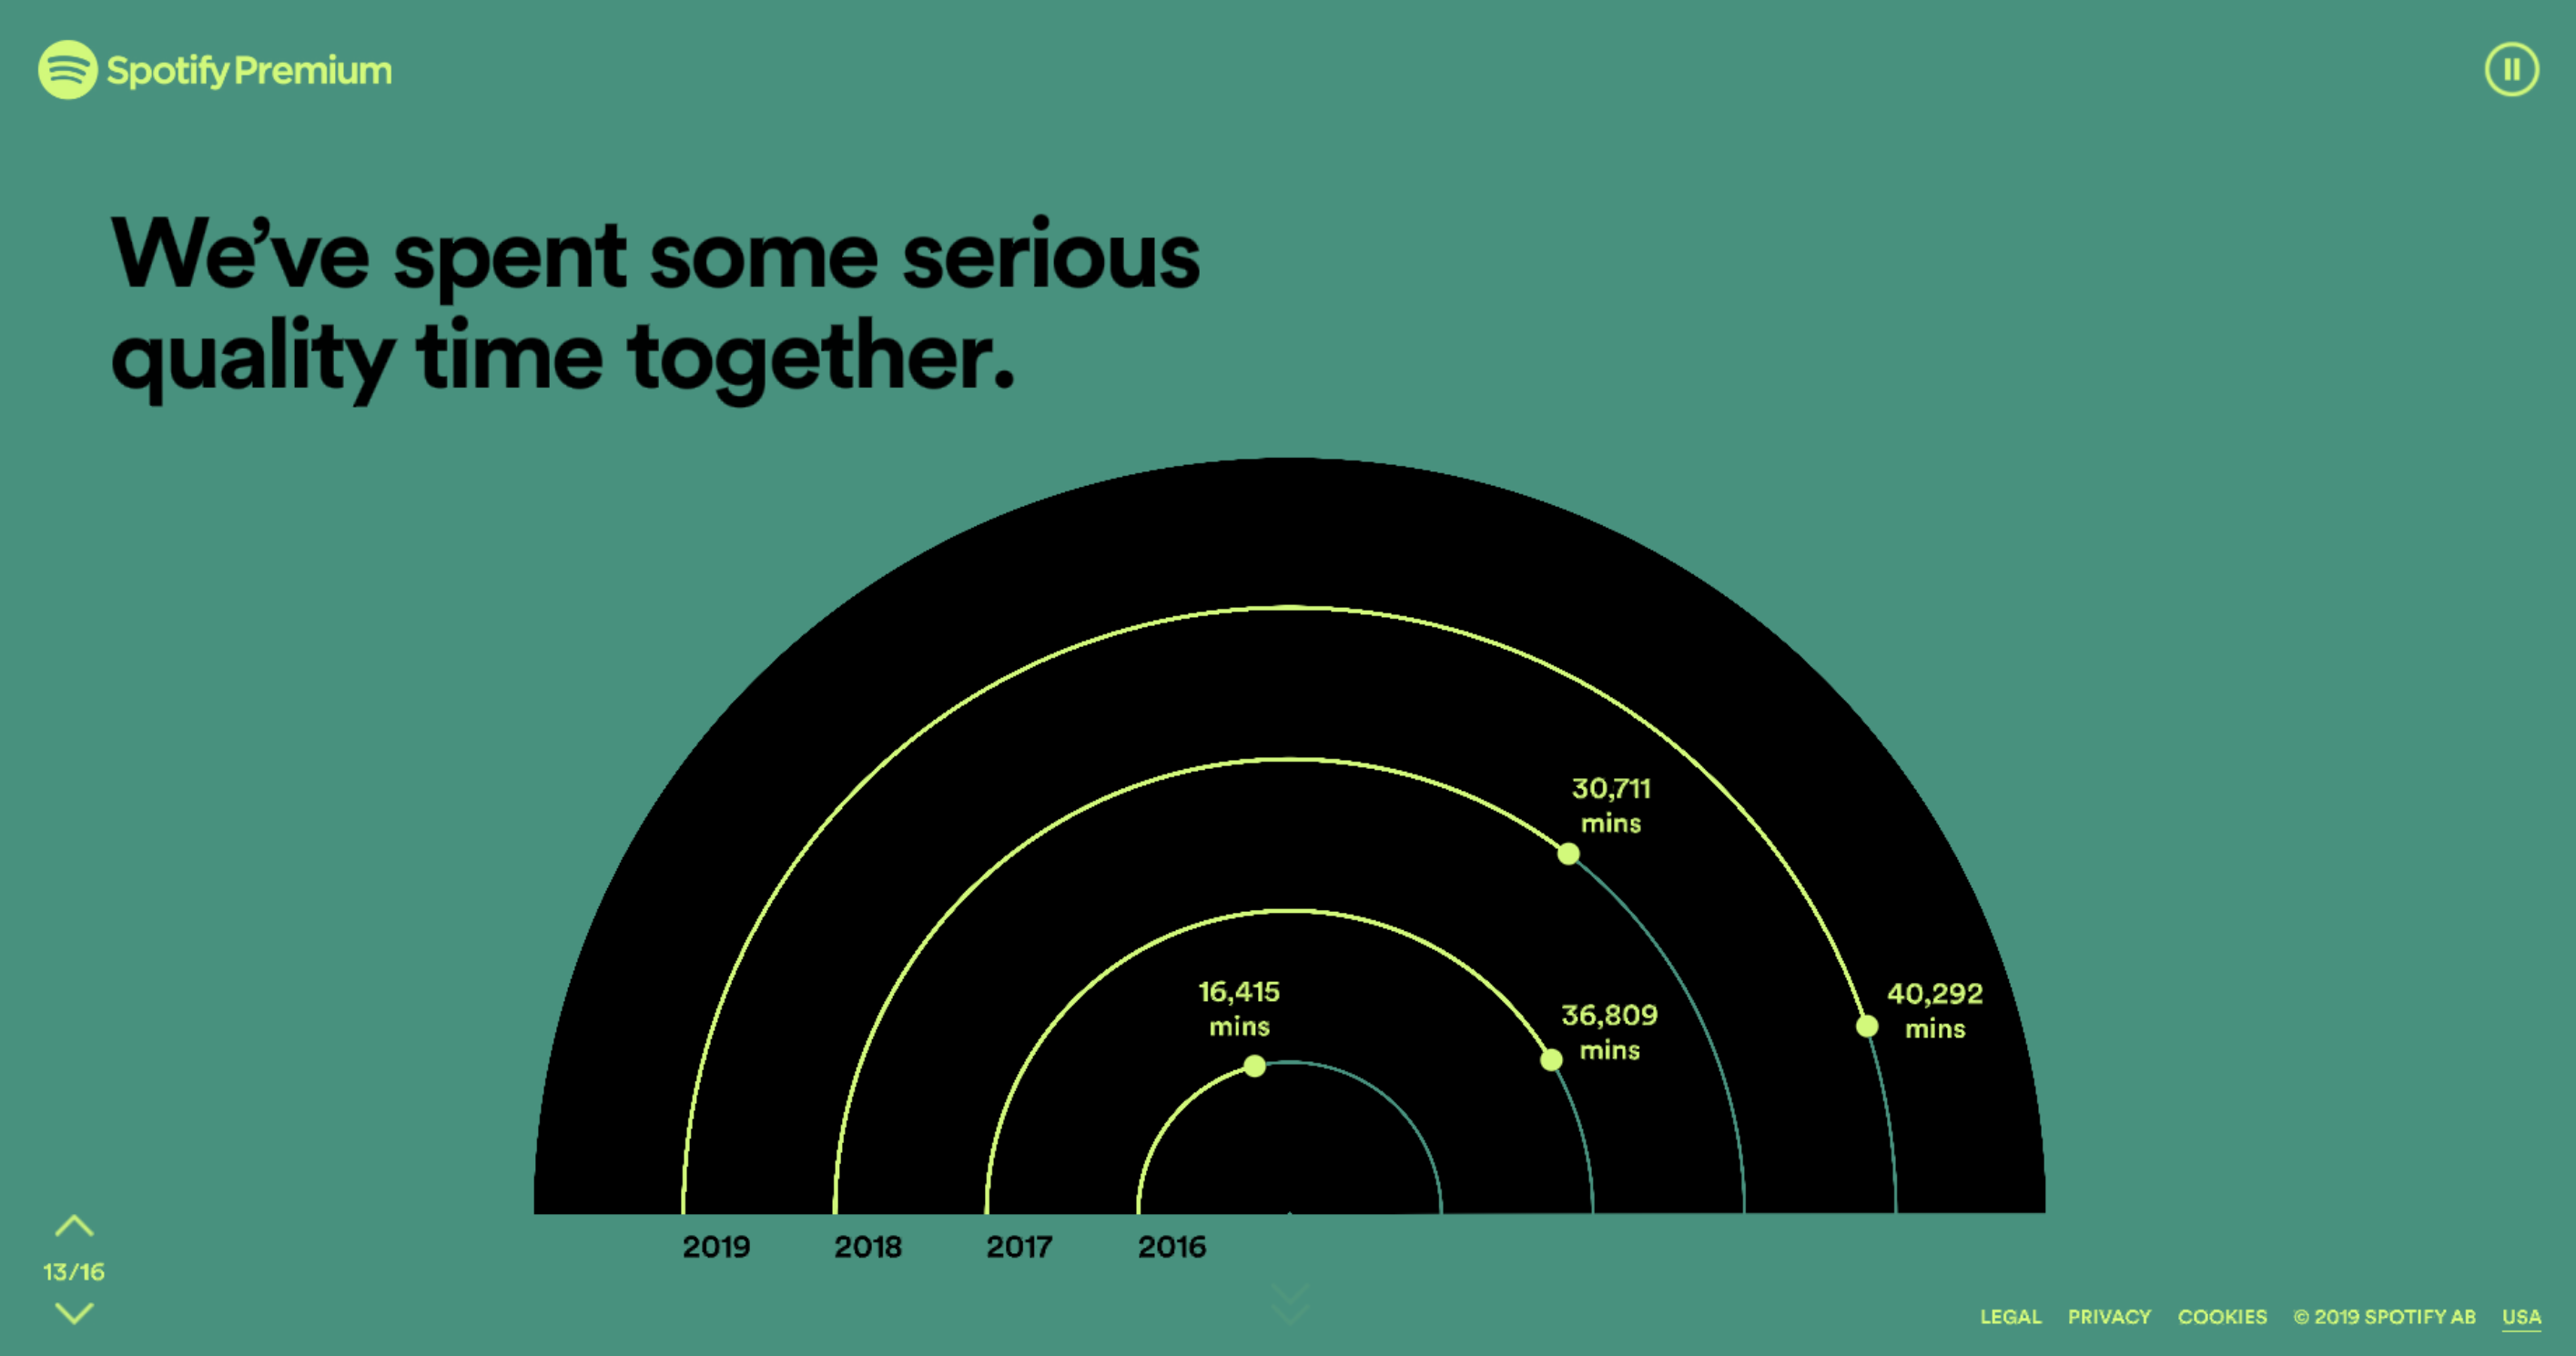 Spotify Premium
We’ve spent some serious
quality time together.
30,711
mins
16,415
mins
36,809
mins
40,292
mins
2019
2018
2017
2016
13/16
LEGAL PRIVACY COOKIES © 2019 SPOTIFY AB USA